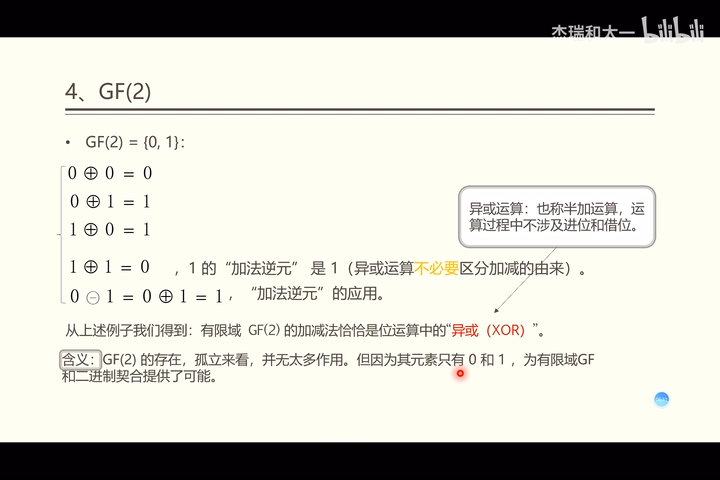 杰瑞和太一 bilibili
4、GF(2)
• GF(2) = {0, 1}：
0 ⊕ 0 = 0
0 ⊕ 1 = 1
1 ⊕ 0 = 1
异或运算：也称半加运算，运
算过程中不涉及进位和借位。
1 ⊕ 1 = 0 ，1 的“加法逆元” 是 1（异或运算不必要区分加减的由来）。
0 ⊖ 1 = 0 ⊕ 1 = 1 ， “加法逆元”的应用。
从上述例子我们得到：有限域 GF(2) 的加减法恰恰是位运算中的“异或（XOR）”。
含义：GF(2) 的存在，孤立来看，并无太多作用。但因为其元素只有 0 和 1 ，为有限域GF
和二进制契合提供了可能。